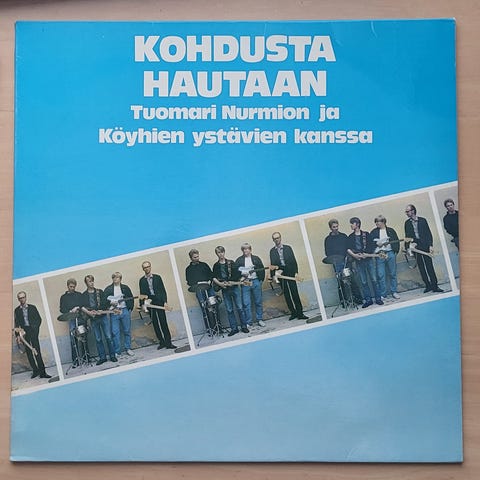 KOHDUSTA
HAUTAAN
Tuomari Nurmion ja
Köyhien ystävien kanssa